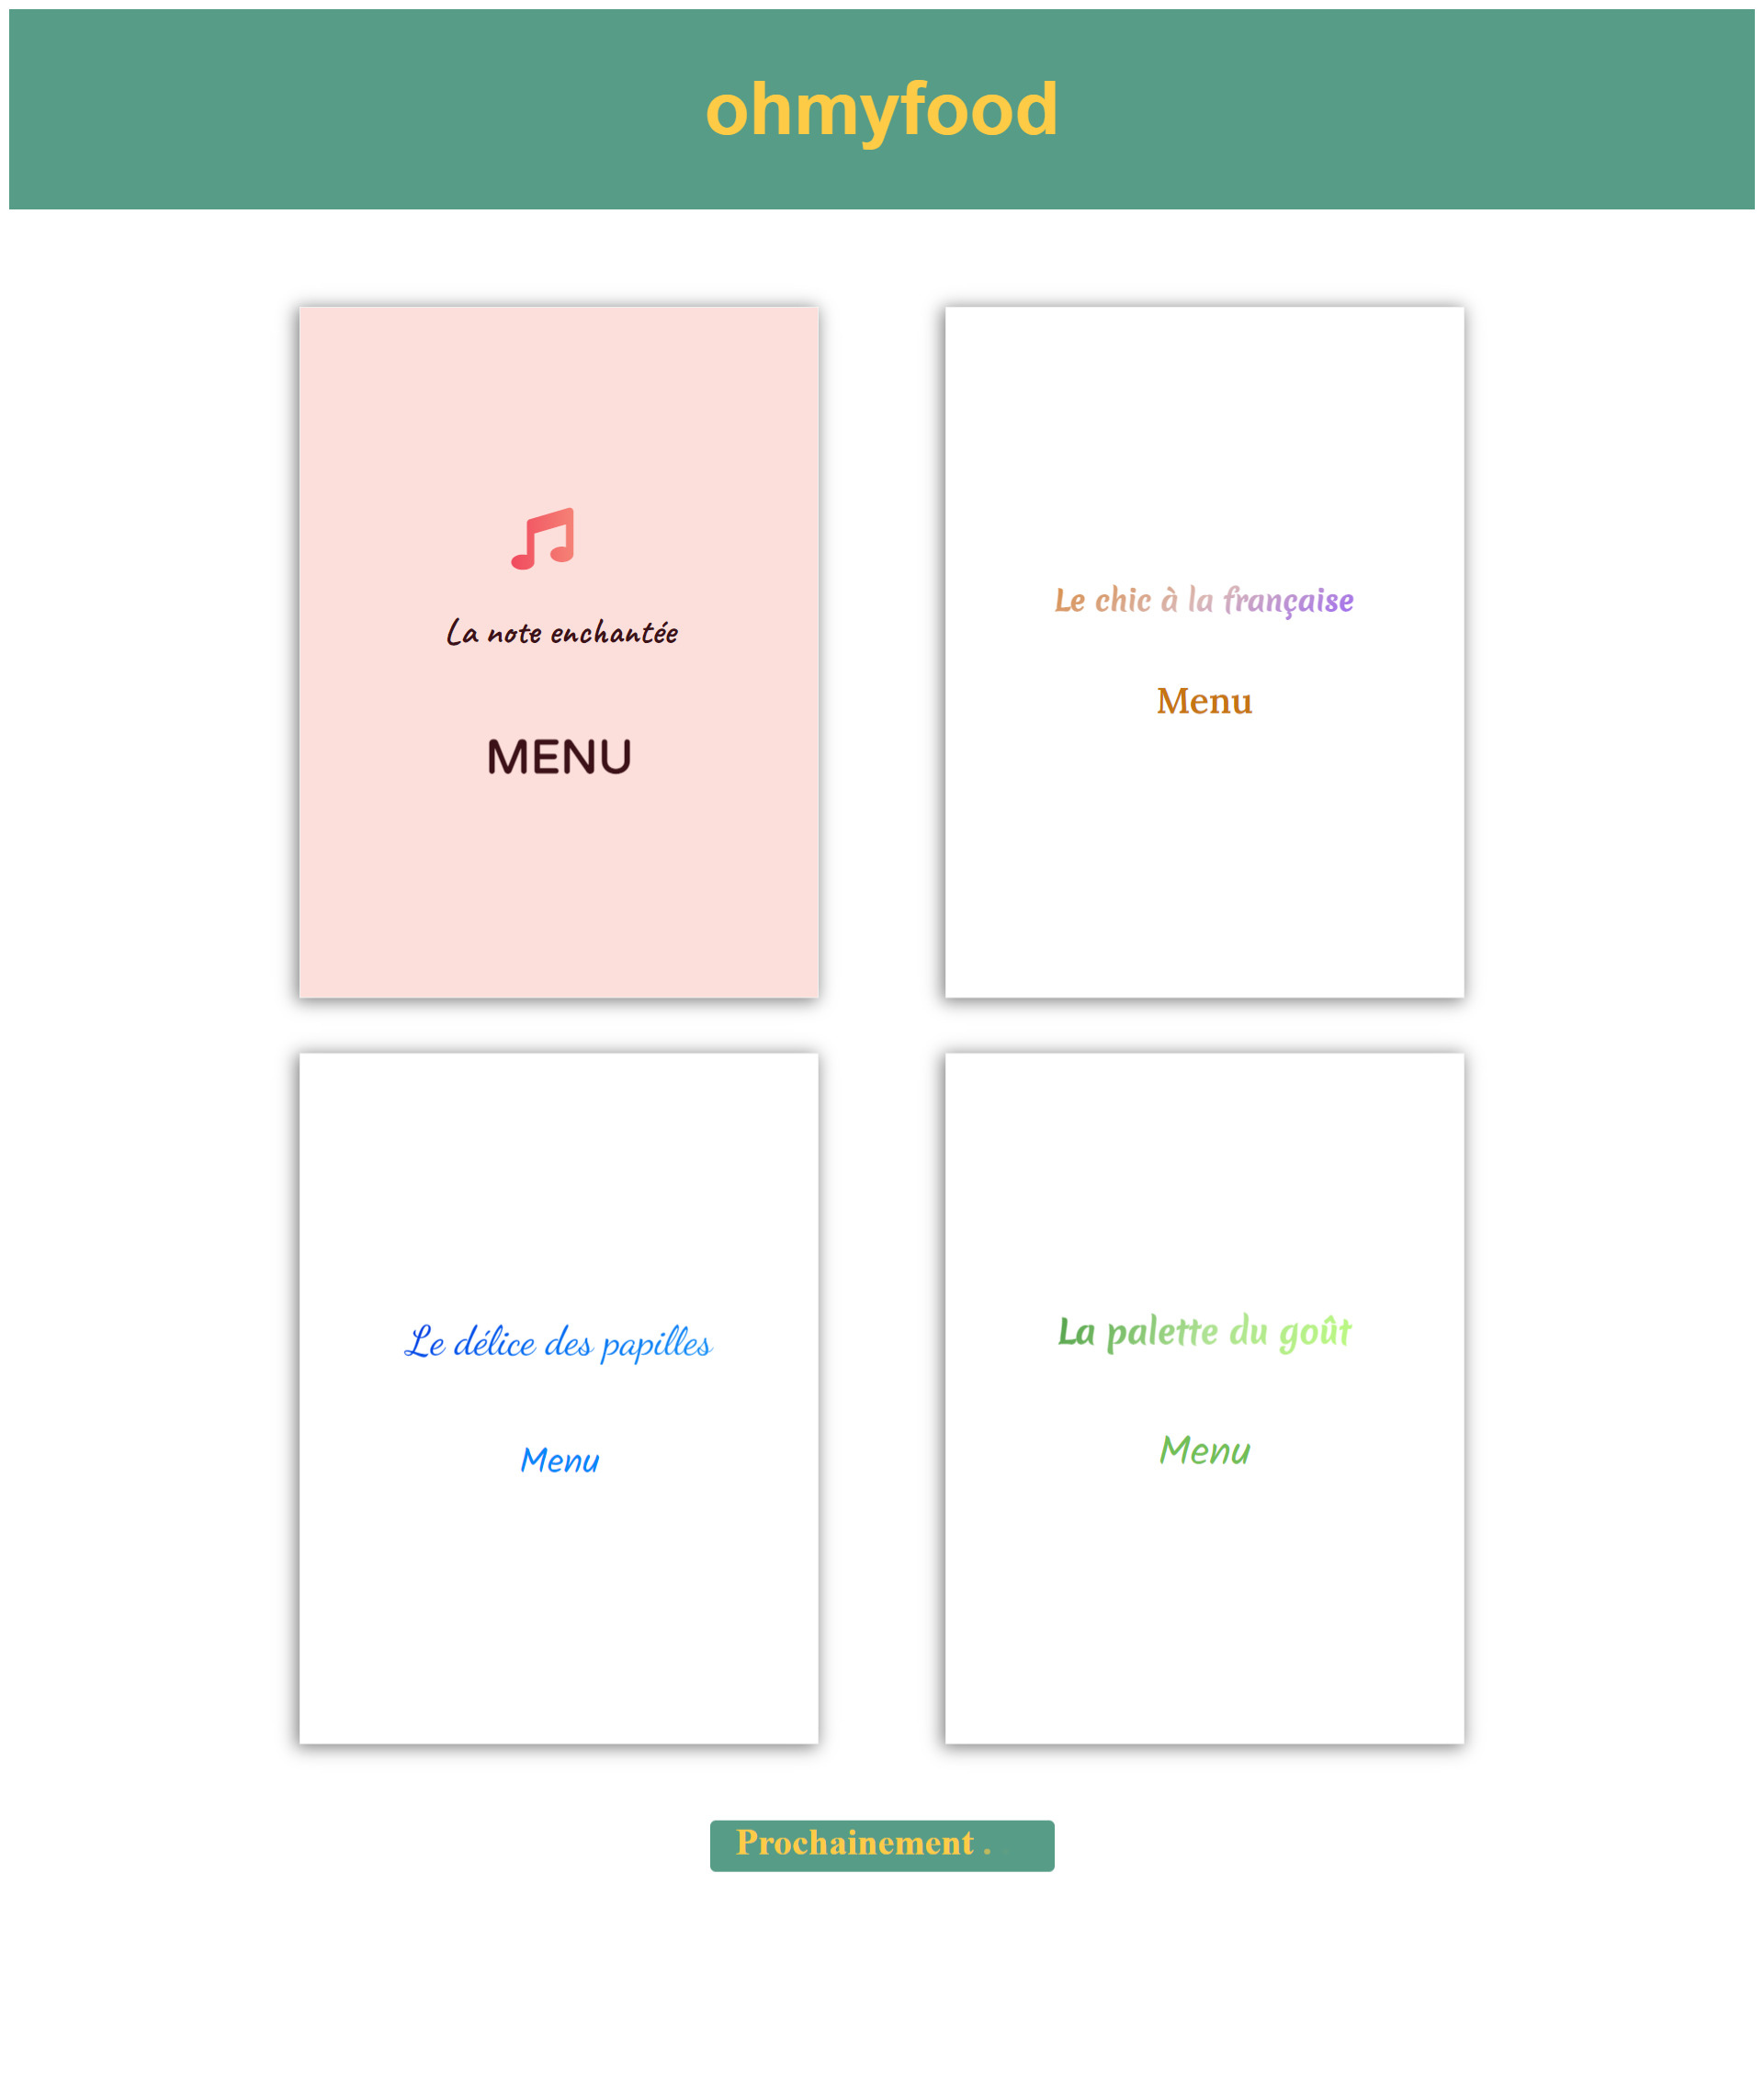 ohmyfood
La note enchantée
MENU
Le chic à la française
Menu
Le délice des papilles
Menu
La palette du goût
Menu
Prochainement .